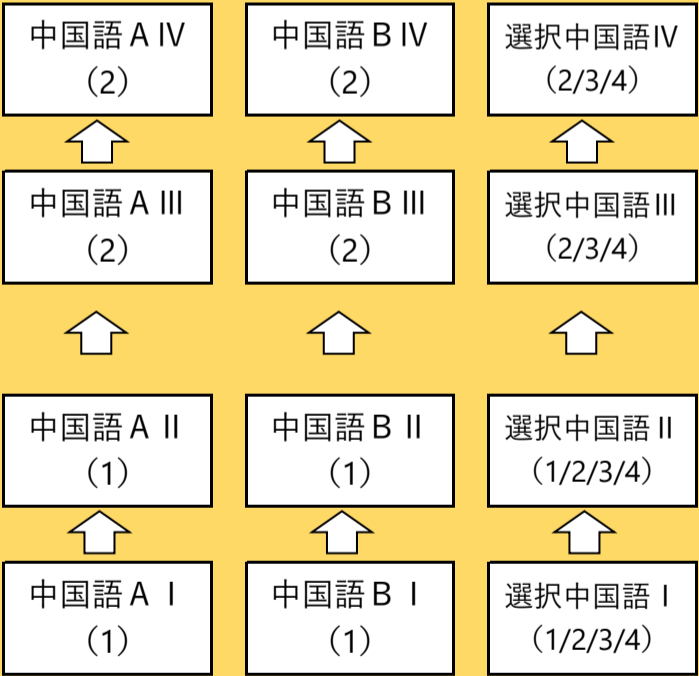 中国語A Ⅳ
（2）
中国語B Ⅳ
（2）
選択中国語Ⅳ
（2/3/4）
中国語A Ⅲ
（2）
中国語B Ⅲ
（2）
選択中国語Ⅲ
（2/3/4）
中国語A Ⅱ
（1）
中国語B Ⅱ
（1）
選択中国語Ⅱ
（1/2/3/4）
中国語A Ⅰ
（1）
中国語B Ⅰ
（1）
選択中国語Ⅰ
（1/2/3/4）